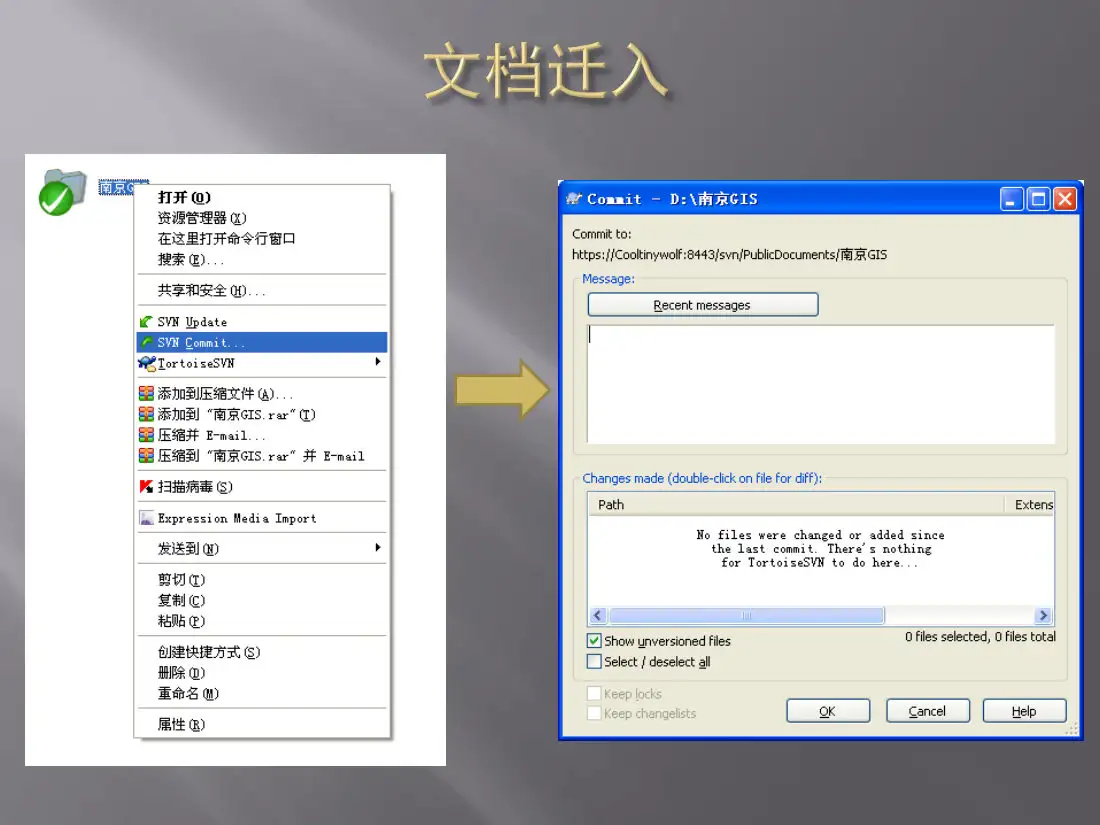 文档迁入
南京G
打开(O)
资源管理器(X)
在这里打开命令行窗口
搜索(E)...
共享和安全(H)...
SVN Update
SVN Commit...
TortoiseSVN
添加到压缩文件(A)...
添加到 "南京GIS.rar"(T)
压缩并 E-mail...
压缩到 "南京GIS.rar" 并 E-mail
扫描病毒(S)
Expression Media Import
发送到(N)
剪切(T)
复制(C)
粘贴(P)
创建快捷方式(S)
删除(D)
重命名(M)
属性(R)
Commit - D:\南京GIS
Commit to:
https://Cooltinywolf:8443/svn/PublicDocuments/南京GIS
Message:
Recent messages
Changes made (double-click on file for diff):
Path Extens
No files were changed or added since
the last commit. There's nothing
for TortoiseSVN to do here...
Show unversioned files 0 files selected, 0 files total
Select / deselect all
Keep locks
Keep changelists
OK Cancel Help